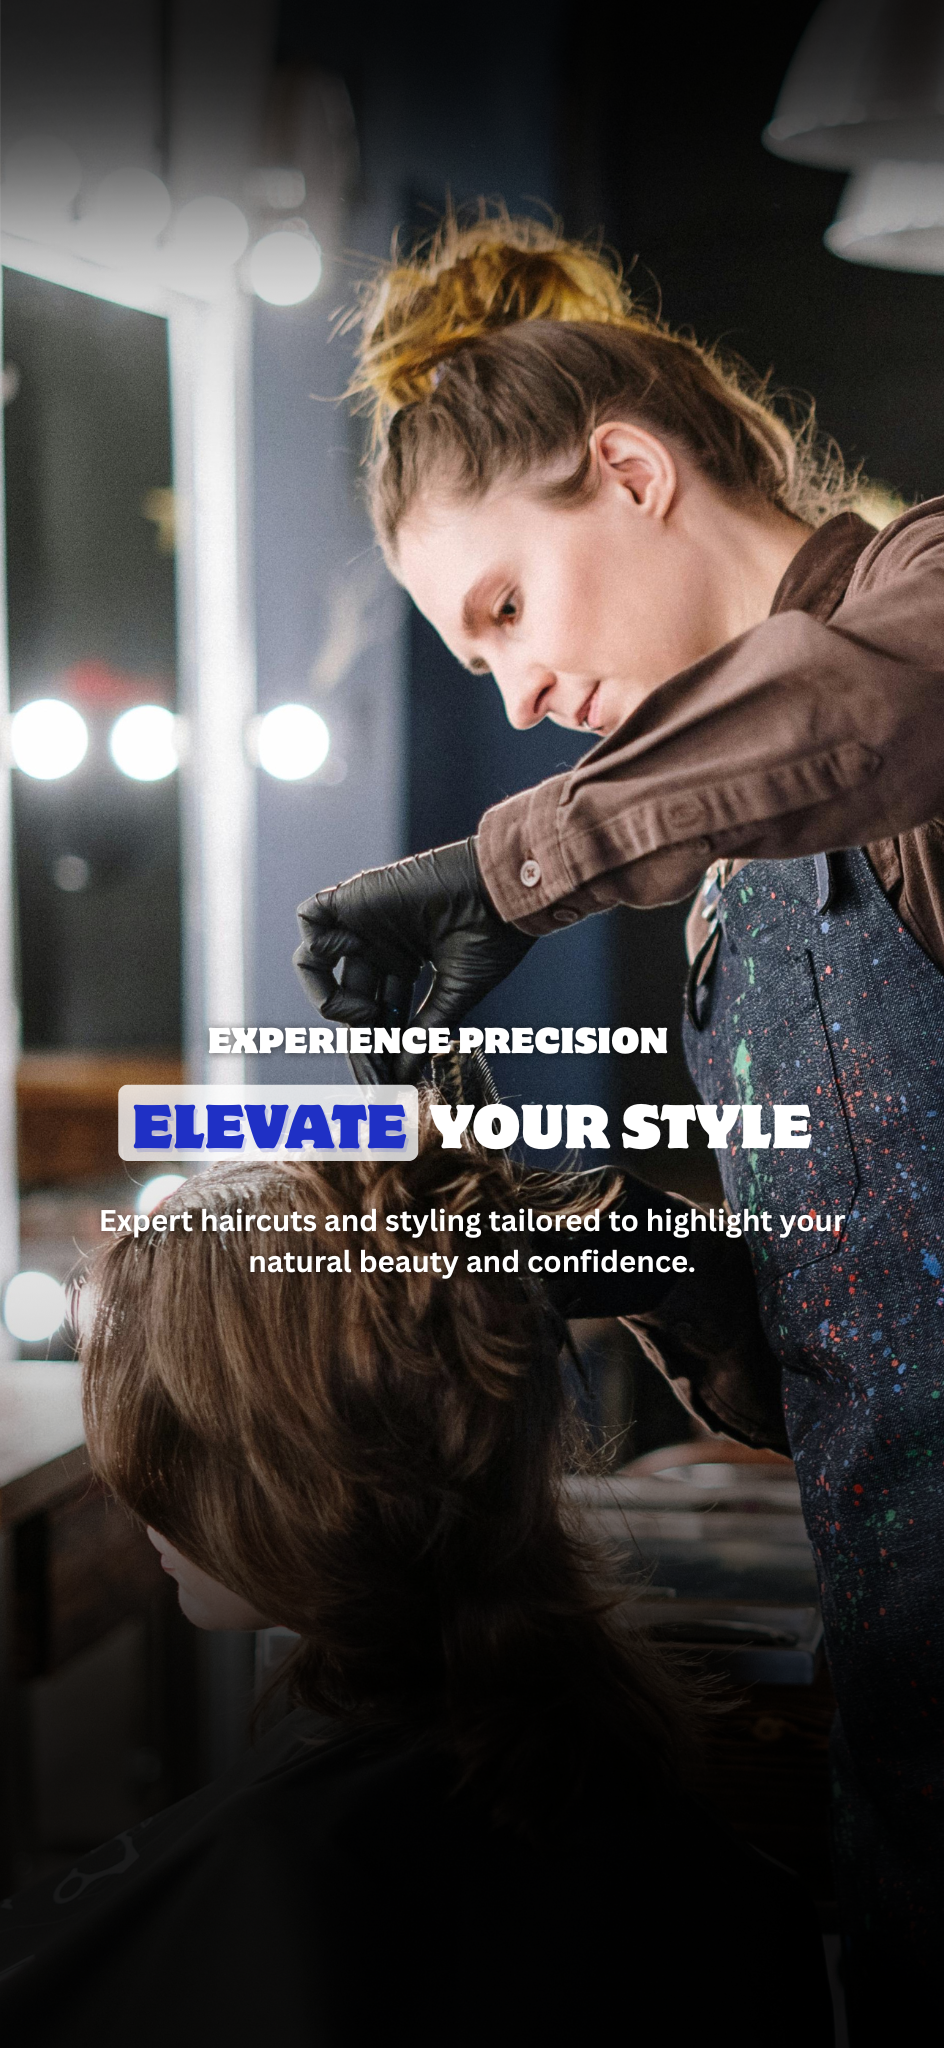 EXPERIENCE PRECISION
ELEVATE YOUR STYLE
Expert haircuts and styling tailored to highlight your
natural beauty and confidence.